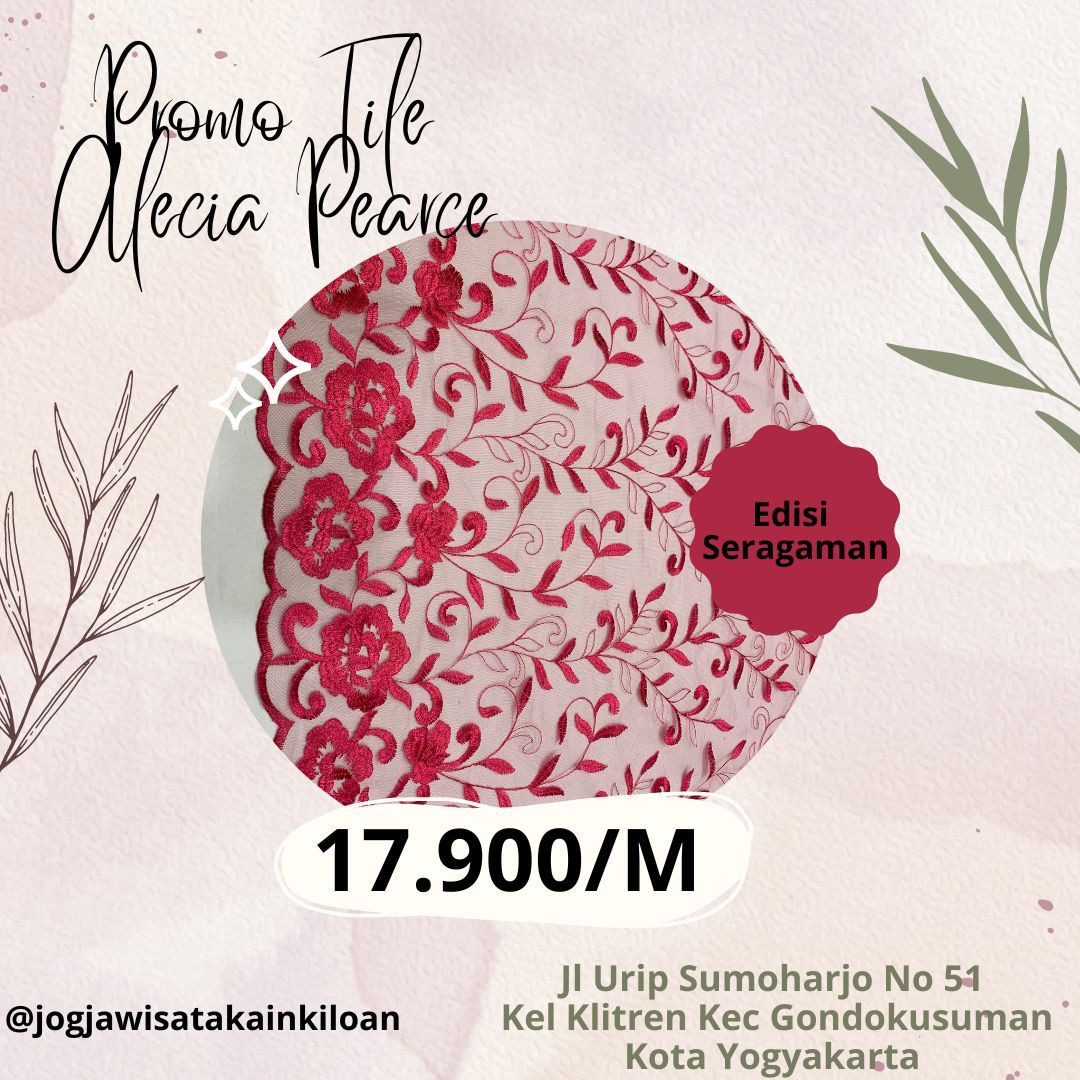 Promo Tile
Alecia Pearce
Edisi
Seragaman
17.900/M
@jogjawisatakainkiloan
Jl Urip Sumoharjo No 51
Kel Klitren Kec Gondokusuman
Kota Yogyakarta